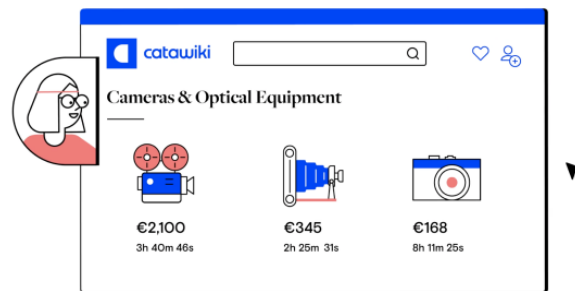 catawiki
Cameras & Optical Equipment
€2,100
3h 40m 46s
€345
2h 25m 31s
€168
8h 11m 25s